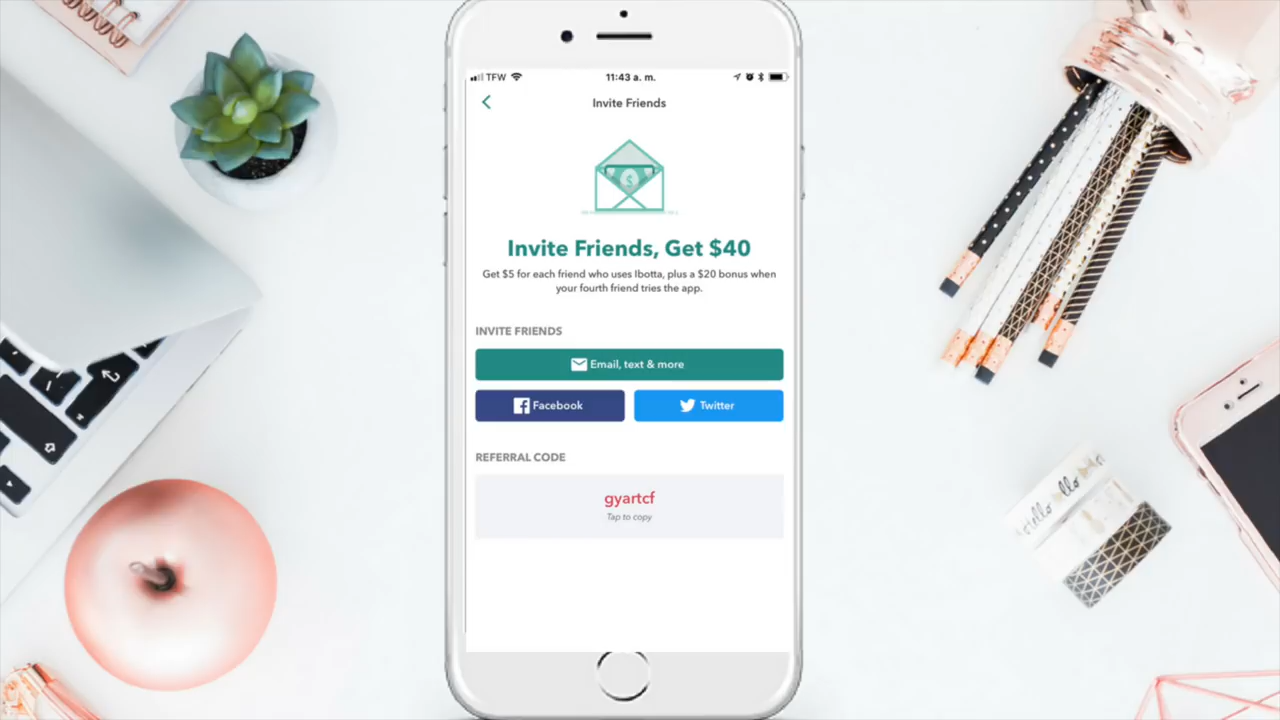 TFW
11:43 a. m.
Invite Friends
$
Invite Friends, Get $40
Get $5 for each friend who uses Ibotta, plus a $20 bonus when
your fourth friend tries the app.
INVITE FRIENDS
Email, text & more
Facebook
Twitter
REFERRAL CODE
gyartcf
Tap to copy
Hello